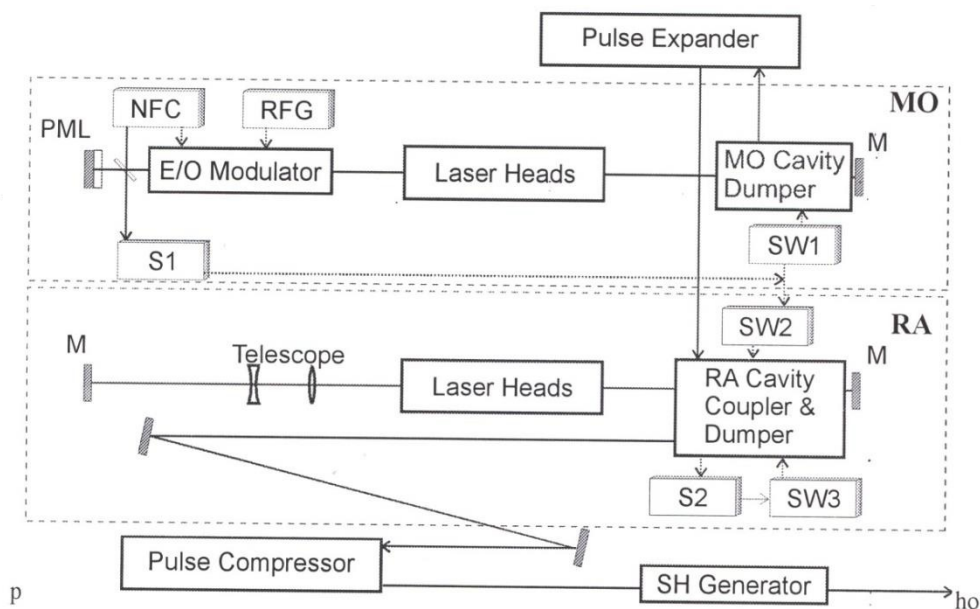 Pulse Expander
MO
NFC
RFG
PML
M
E/O Modulator
Laser Heads
MO Cavity
Dumper
S1
SW1
RA
SW2
M
Telescope
M
Laser Heads
RA Cavity
Coupler &
Dumper
S2
SW3
Pulse Compressor
SH Generator
p
ho